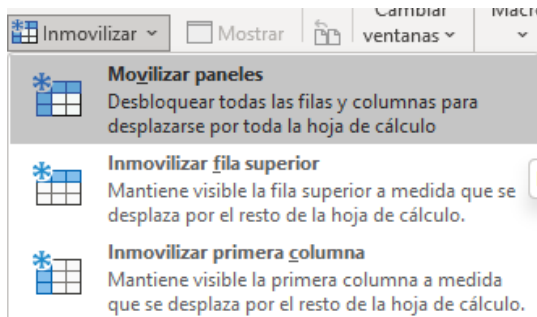 Cambiar
Inmovilizar Mostrar ventanas
Movilizar paneles
Desbloquear todas las filas y columnas para
desplazarse por toda la hoja de cálculo
Inmovilizar fila superior
Mantiene visible la fila superior a medida que se
desplaza por el resto de la hoja de cálculo.
Inmovilizar primera columna
Mantiene visible la primera columna a medida
que se desplaza por el resto de la hoja de cálculo.